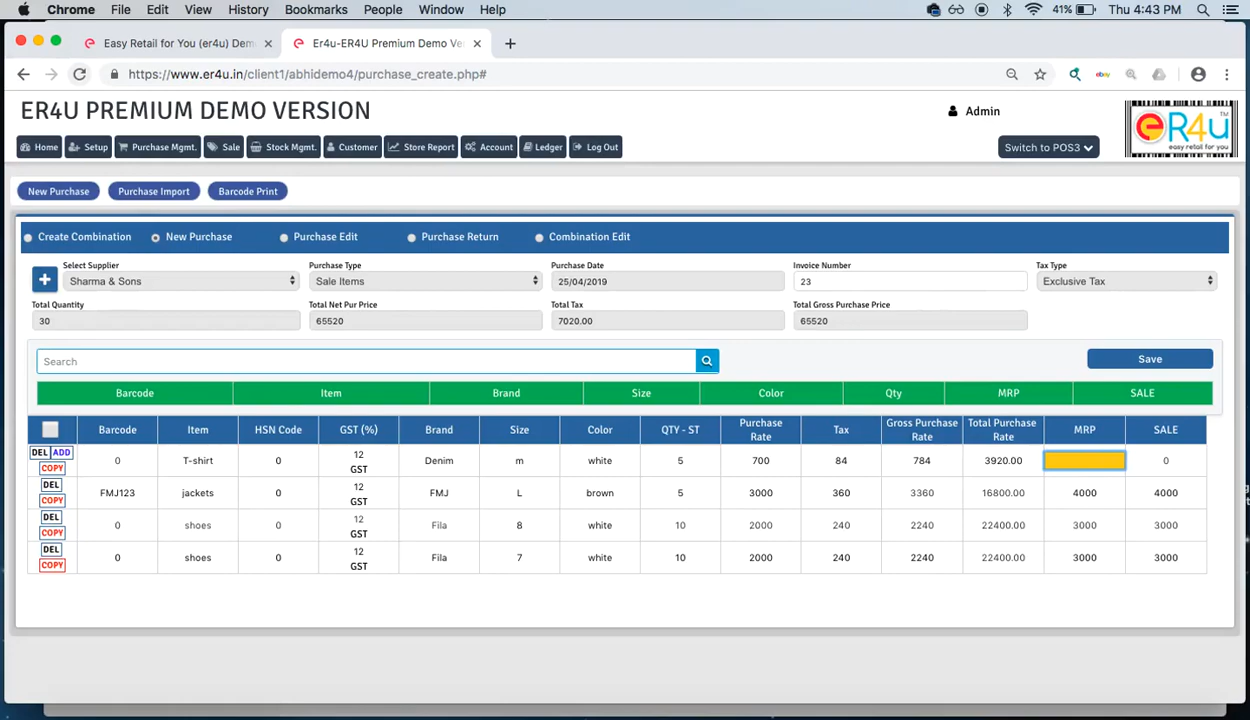 Chrome File Edit View History Bookmarks People Window Help 41% Thu 4:43 PM
Easy Retail for You (er4u) Dem Er4u-ER4U Premium Demo Ve
https://www.er4u.in/client1/abhidemo4/purchase_create.php#
ebay
ER4U PREMIUM DEMO VERSION
Admin
eR4u TM
easy retail for you
Home Setup Purchase Mgmt. Sale Stock Mgmt. Customer Store Report Account Ledger Log Out Switch to POS3
New Purchase Purchase Import Barcode Print
Create Combination New Purchase Purchase Edit Purchase Return Combination Edit
Select Supplier Purchase Type Purchase Date Invoice Number Tax Type
+ Sharma & Sons Sale Items 25/04/2019 23 Exclusive Tax
Total Quantity Total Net Pur Price Total Tax Total Gross Purchase Price
30 65520 7020.00 65520
Search Save
Barcode Item Brand Size Color Qty MRP SALE
Barcode Item HSN Code GST (%) Brand Size Color QTY - ST Purchase Rate Tax Gross Purchase Rate Total Purchase Rate MRP SALE
DEL ADD COPY 0 T-shirt 0 12 GST Denim m white 5 700 84 784 3920.00 0
DEL COPY FMJ123 jackets 0 12 GST FMJ L brown 5 3000 360 3360 16800.00 4000 4000
DEL COPY 0 shoes 0 12 GST Fila 8 white 10 2000 240 2240 22400.00 3000 3000
DEL COPY 0 shoes 0 12 GST Fila 7 white 10 2000 240 2240 22400.00 3000 3000